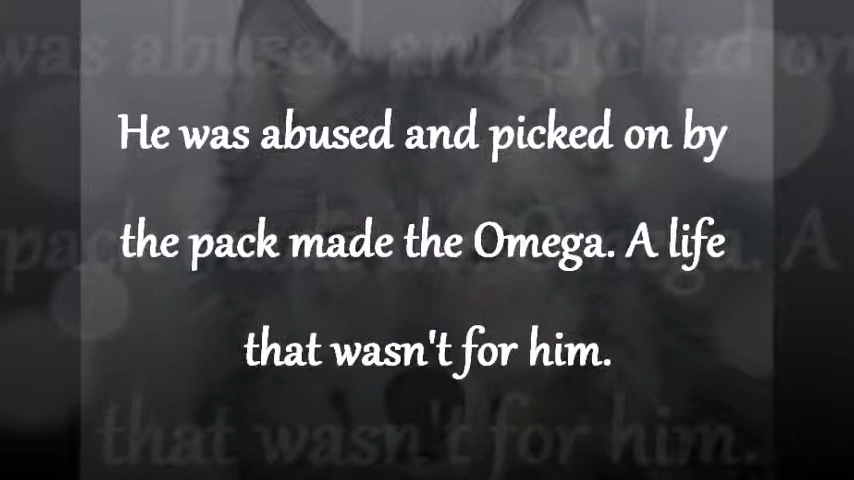 He was abused and picked on by
the pack made the Omega. A life
that wasn't for him.